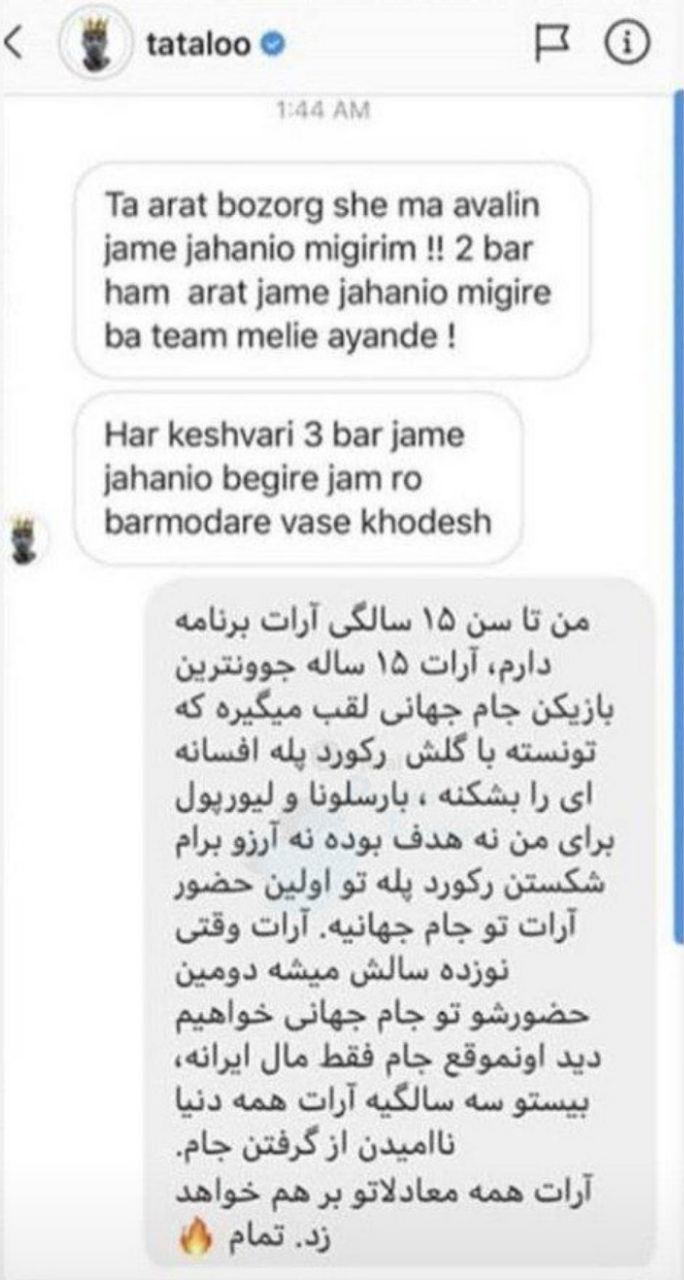 tataloo
1:44 AM
Ta arat bozorg she ma avalin
jame jahanio migirim !! 2 bar
ham arat jame jahanio migire
ba team melie ayande !
Har keshvari 3 bar jame
jahanio begire jam ro
barmodare vase khodesh
من تا سن ۱۵ سالگی آرات برنامه
دارم، آرات ۱۵ ساله جوونترین
بازیکن جام جهانی لقب میگیره که
تونسته با گلش رکورد پله افسانه
ای را بشکنه ، بارسلونا و لیورپول
برای من نه هدف بوده نه آرزو برام
شکستن رکورد پله تو اولین حضور
آرات تو جام جهانیه. آرات وقتی
نوزده سالش میشه دومین
حضورشو تو جام جهانی خواهیم
دید اونموقع جام فقط مال ایرانه،
بیستو سه سالگیه آرات همه دنیا
ناامیدن از گرفتن جام.
آرات همه معادلاتو بر هم خواهد
زد. تمام 🔥